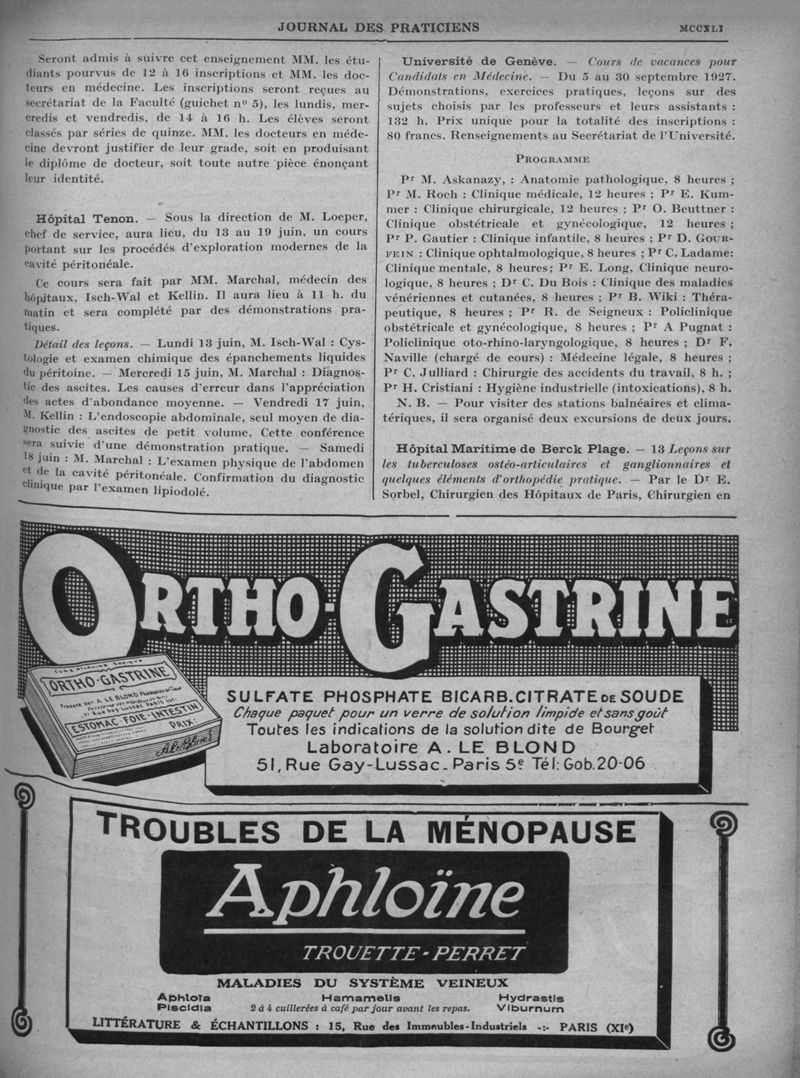 JOURNAL DES PRATICIENS
MCCXLI
Seront admis à suivre cet enseignement MM. les étu-
diants pourvus de 12 à 16 inscriptions et MM. les doc-
teurs en médecine. Les inscriptions seront reçues au
secrétariat de la Faculté (guichet n° 5), les lundis, mer-
credis et vendredis, de 14 à 16 h. Les élèves seront
classés par séries de quinze. MM. les docteurs en méde-
cine devront justifier de leur grade, soit en produisant
le diplôme de docteur, soit toute autre pièce énonçant
leur identité.
Hôpital Tenon. — Sous la direction de M. Loeper,
chef de service, aura lieu, du 13 au 19 juin, un cours
portant sur les procédés d'exploration modernes de la
cavité péritonéale.
Ce cours sera fait par MM. Marchal, médecin des
hôpitaux, Isch-Wal et Kellin. Il aura lieu à 11 h. du
matin et sera complété par des démonstrations pra-
tiques.
Détail des leçons. — Lundi 13 juin, M. Isch-Wal : Cys-
tologie et examen chimique des épanchements liquides
du péritoine. — Mercredi 15 juin, M. Marchal : Diagnos-
tic des ascites. Les causes d'erreur dans l'appréciation
des actes d'abondance moyenne. — Vendredi 17 juin,
M. Kellin : L'endoscopie abdominale, seul moyen de dia-
gnostic des ascites de petit volume. Cette conférence
sera suivie d'une démonstration pratique. — Samedi
18 juin : M. Marchal : L'examen physique de l'abdomen
et de la cavité péritonéale. Confirmation du diagnostic
clinique par l'examen lipiodolé.
Université de Genève. — Cours de vacances pour
Candidats en Médecine. — Du 5 au 30 septembre 1927.
Démonstrations, exercices pratiques, leçons sur des
sujets choisis par les professeurs et leurs assistants :
132 h. Prix unique pour la totalité des inscriptions :
80 francs. Renseignements au Secrétariat de l'Université.
PROGRAMME
Pr M. Askanazy, : Anatomie pathologique, 8 heures ;
Pr M. Roch : Clinique médicale, 12 heures ; Pr E. Kum-
mer : Clinique chirurgicale, 12 heures ; Pr O. Beuttner :
Clinique obstétricale et gynécologique, 12 heures ;
Pr P. Gautier : Clinique infantile, 8 heures ; Pr D. GOUR-
FEIN : Clinique ophtalmologique, 8 heures ; Pr C. Ladame:
Clinique mentale, 8 heures; Pr E. Long, Clinique neuro-
logique, 8 heures ; Dr C. Du Bois : Clinique des maladies
vénériennes et cutanées, 8 heures ; Pr B. Wiki : Théra-
peutique, 8 heures ; Pr R. de Seigneux : Policlinique
obstétricale et gynécologique, 8 heures ; Pr A Pugnat :
Policlinique oto-rhino-laryngologique, 8 heures ; Dr F.
Naville (chargé de cours) : Médecine légale, 8 heures ;
Pr C. Julliard : Chirurgie des accidents du travail, 8 h. ;
Pr H. Cristiani : Hygiène industrielle (intoxications), 8 h.
N. B. — Pour visiter des stations balnéaires et clima-
tériques, il sera organisé deux excursions de deux jours.
Hôpital Maritime de Berck Plage. — 13 Leçons sur
les tuberculoses ostéo-articulaires et ganglionnaires et
quelques éléments d'orthopédie pratique. — Par le Dr E.
Sorbel, Chirurgien des Hôpitaux de Paris, Chirurgien en
ORTHO-GASTRINE
ORTHO-GASTRINE
A. LE BLOND
ESTOMAC-FOIE-INTESTIN
PRIX
SULFATE PHOSPHATE BICARB. CITRATE DE SOUDE
Chaque paquet pour un verre de solution limpide et sans goût
Toutes les indications de la solution dite de Bourget
Laboratoire A. LE BLOND
51, Rue Gay-Lussac_Paris 5e Tél: Gob. 20-06
TROUBLES DE LA MÉNOPAUSE
Aphloïne
TROUETTE-PERRET
MALADIES DU SYSTÈME VEINEUX
Aphloïa Hamamelis Hydrastis
Piscidia 2 à 4 cuillerées à café par jour avant les repas. Viburnum
LITTÉRATURE & ÉCHANTILLONS : 15, Rue des Immeubles-Industriels -:- PARIS (XIe)